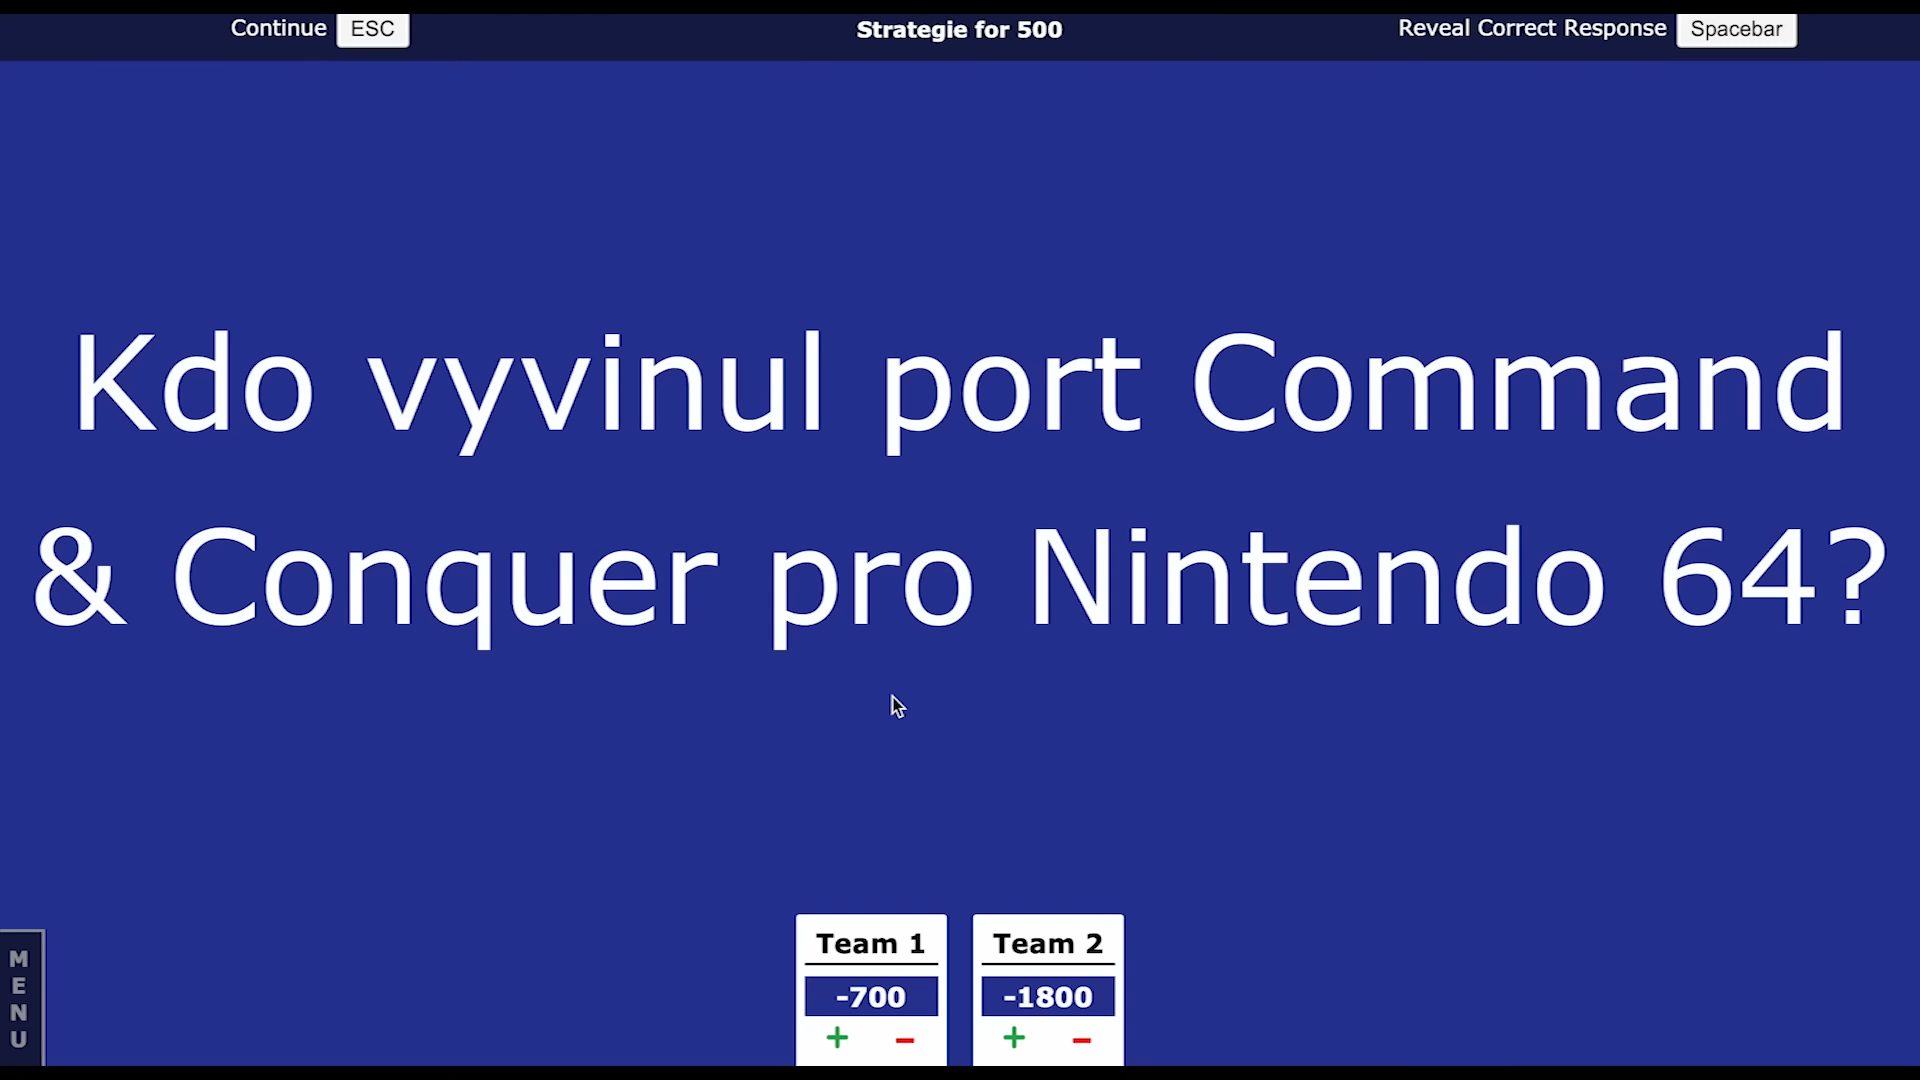 Continue ESC Strategie for 500 Reveal Correct Response Spacebar
Kdo vyvinul port Command
& Conquer pro Nintendo 64?
MENU
Team 1 Team 2
-700 -1800
+ - + -